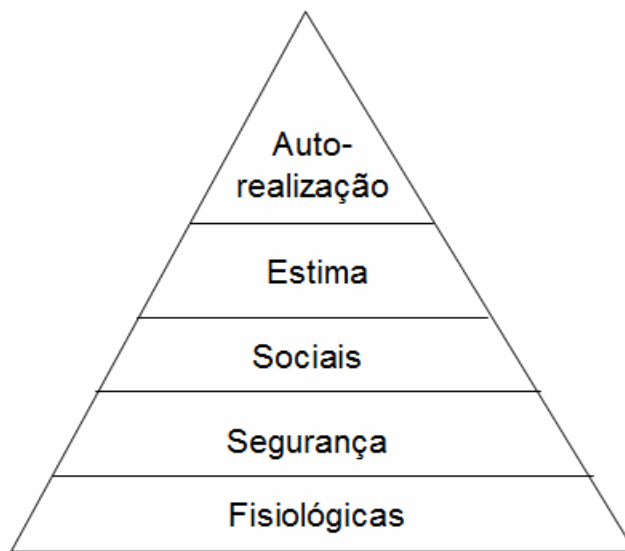 Auto-
realização
Estima
Sociais
Segurança
Fisiológicas